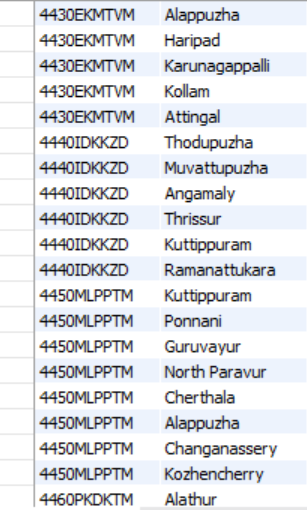 4430EKMTVM Alappuzha
4430EKMTVM Haripad
4430EKMTVM Karunagappalli
4430EKMTVM Kollam
4430EKMTVM Attingal
4440IDKKZD Thodupuzha
4440IDKKZD Muvattupuzha
4440IDKKZD Angamaly
4440IDKKZD Thrissur
4440IDKKZD Kuttippuram
4440IDKKZD Ramanattukara
4450MLPPTM Kuttippuram
4450MLPPTM Ponnani
4450MLPPTM Guruvayur
4450MLPPTM North Paravur
4450MLPPTM Cherthala
4450MLPPTM Alappuzha
4450MLPPTM Changanassery
4450MLPPTM Kozhencherry
4460PKDKTM Alathur